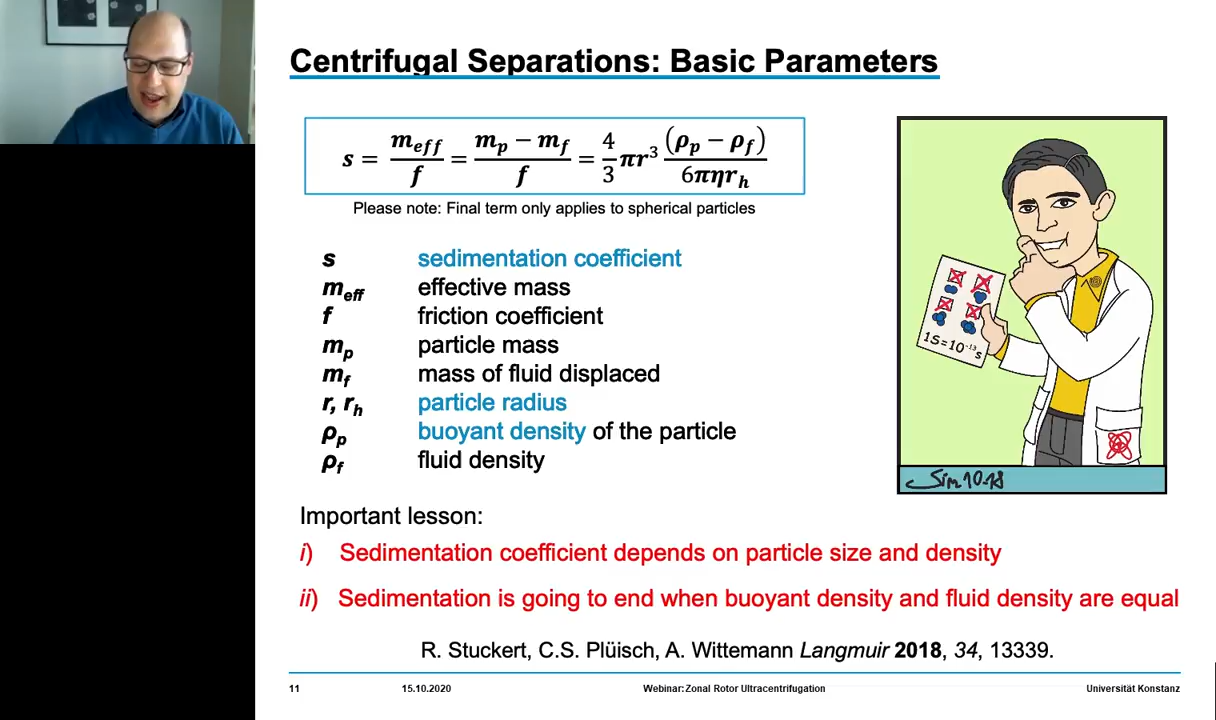 Centrifugal Separations: Basic Parameters
s = m_eff / f = (m_p − m_f) / f = 4/3 πr³ (ρ_p − ρ_f) / 6πηr_h
Please note: Final term only applies to spherical particles
s sedimentation coefficient
m_eff effective mass
f friction coefficient
m_p particle mass
m_f mass of fluid displaced
r, r_h particle radius
ρ_p buoyant density of the particle
ρ_f fluid density
1S=10⁻¹³s
Sim 10.18
Important lesson:
i) Sedimentation coefficient depends on particle size and density
ii) Sedimentation is going to end when buoyant density and fluid density are equal
R. Stuckert, C.S. Plüisch, A. Wittemann Langmuir 2018, 34, 13339.
11 15.10.2020 Webinar: Zonal Rotor Ultracentrifugation Universität Konstanz